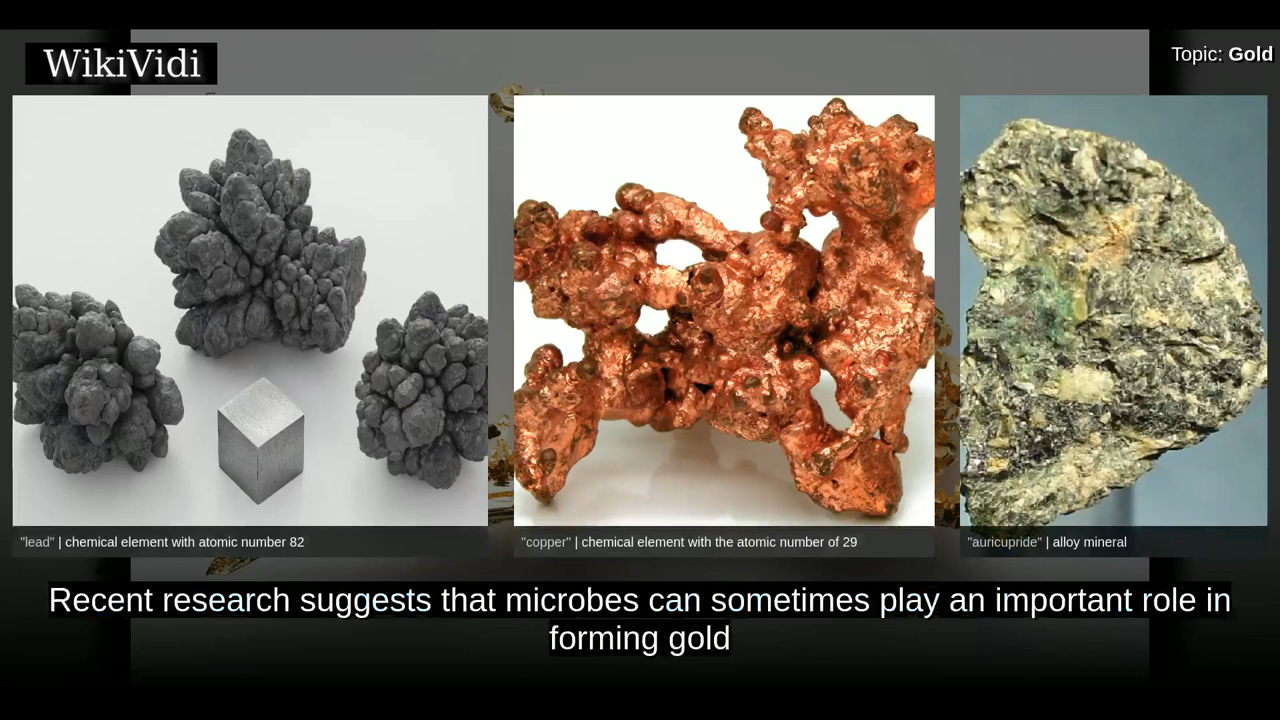 WikiVidi
Topic: Gold
"lead" | chemical element with atomic number 82
"copper" | chemical element with the atomic number of 29
"auricupride" | alloy mineral
Recent research suggests that microbes can sometimes play an important role in
forming gold